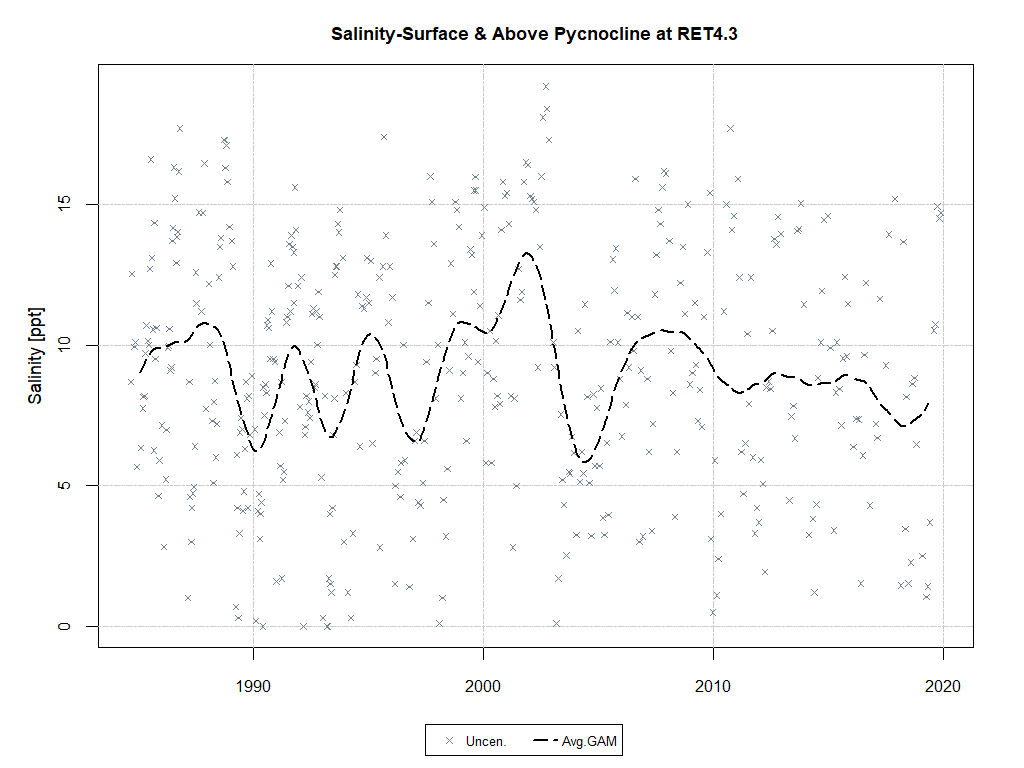 Salinity-Surface & Above Pycnocline at RET4.3
Salinity [ppt]
15
10
5
0
1990 2000 2010 2020
Uncen. Avg.GAM